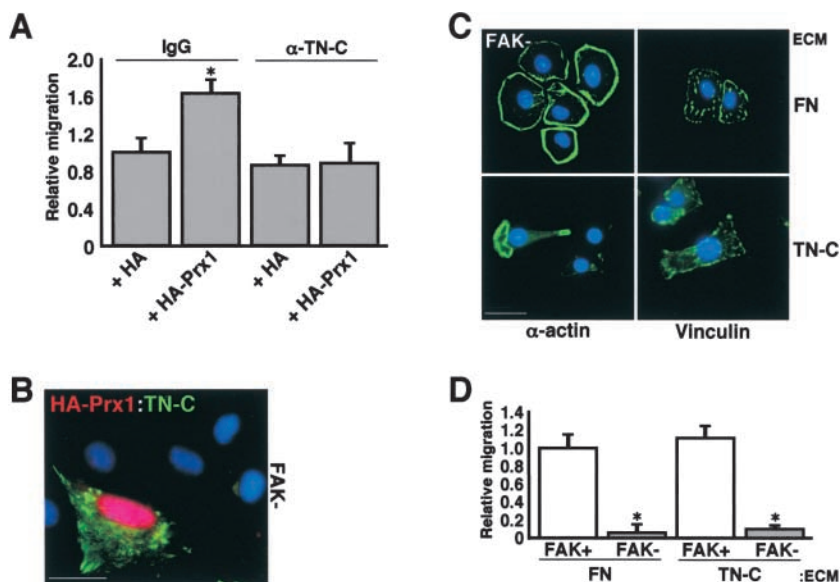 A
IgG
α-TN-C
Relative migration
2.0
1.6
1.2
0.8
0.4
0
*
+ HA
+ HA-Prx1
+ HA
+ HA-Prx1
B
HA-Prx1:TN-C
FAK-
C
FAK-
ECM
FN
TN-C
α-actin
Vinculin
D
Relative migration
1.4
1.2
1.0
0.8
0.6
0.4
0.2
0
*
*
FAK+ FAK- FAK+ FAK-
FN TN-C :ECM